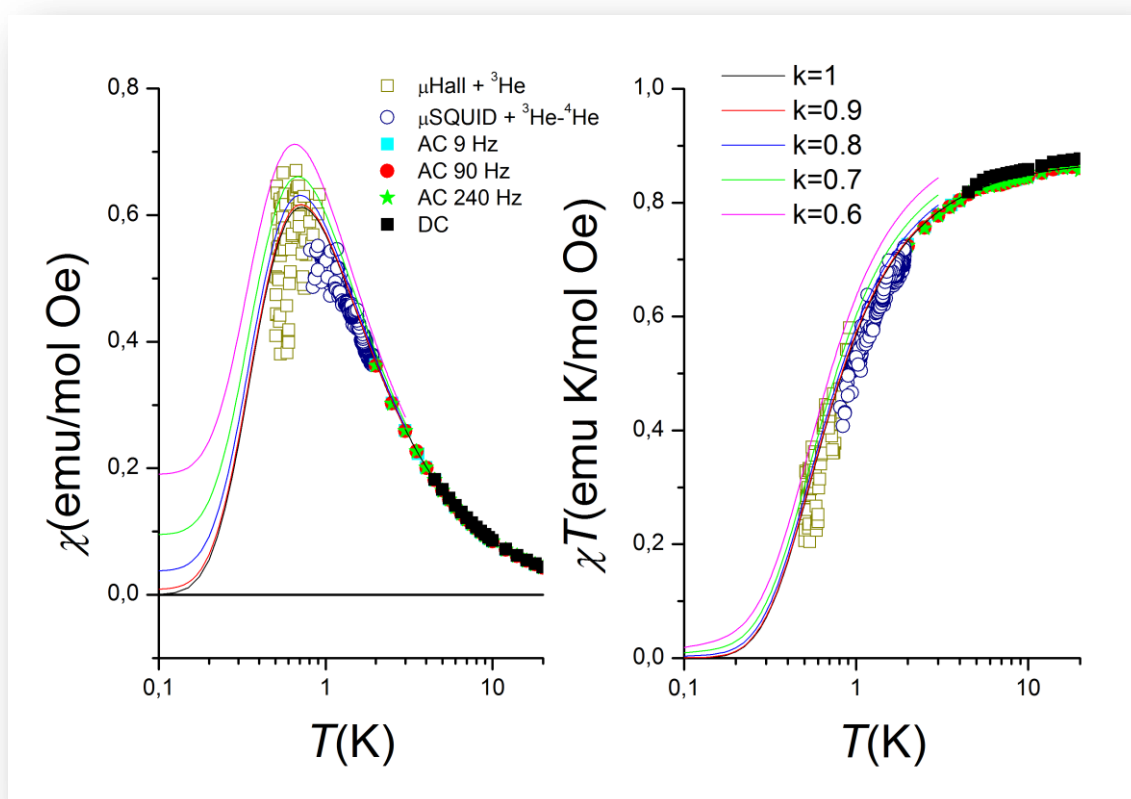 0,8
0,6
0,4
0,2
0,0
0,1
1
10
χ(emu/mol Oe)
T(K)
μHall + ³He
μSQUID + ³He-⁴He
AC 9 Hz
AC 90 Hz
AC 240 Hz
DC
1,0
0,8
0,6
0,4
0,2
0,0
0,1
1
10
χT(emu K/mol Oe)
T(K)
k=1
k=0.9
k=0.8
k=0.7
k=0.6